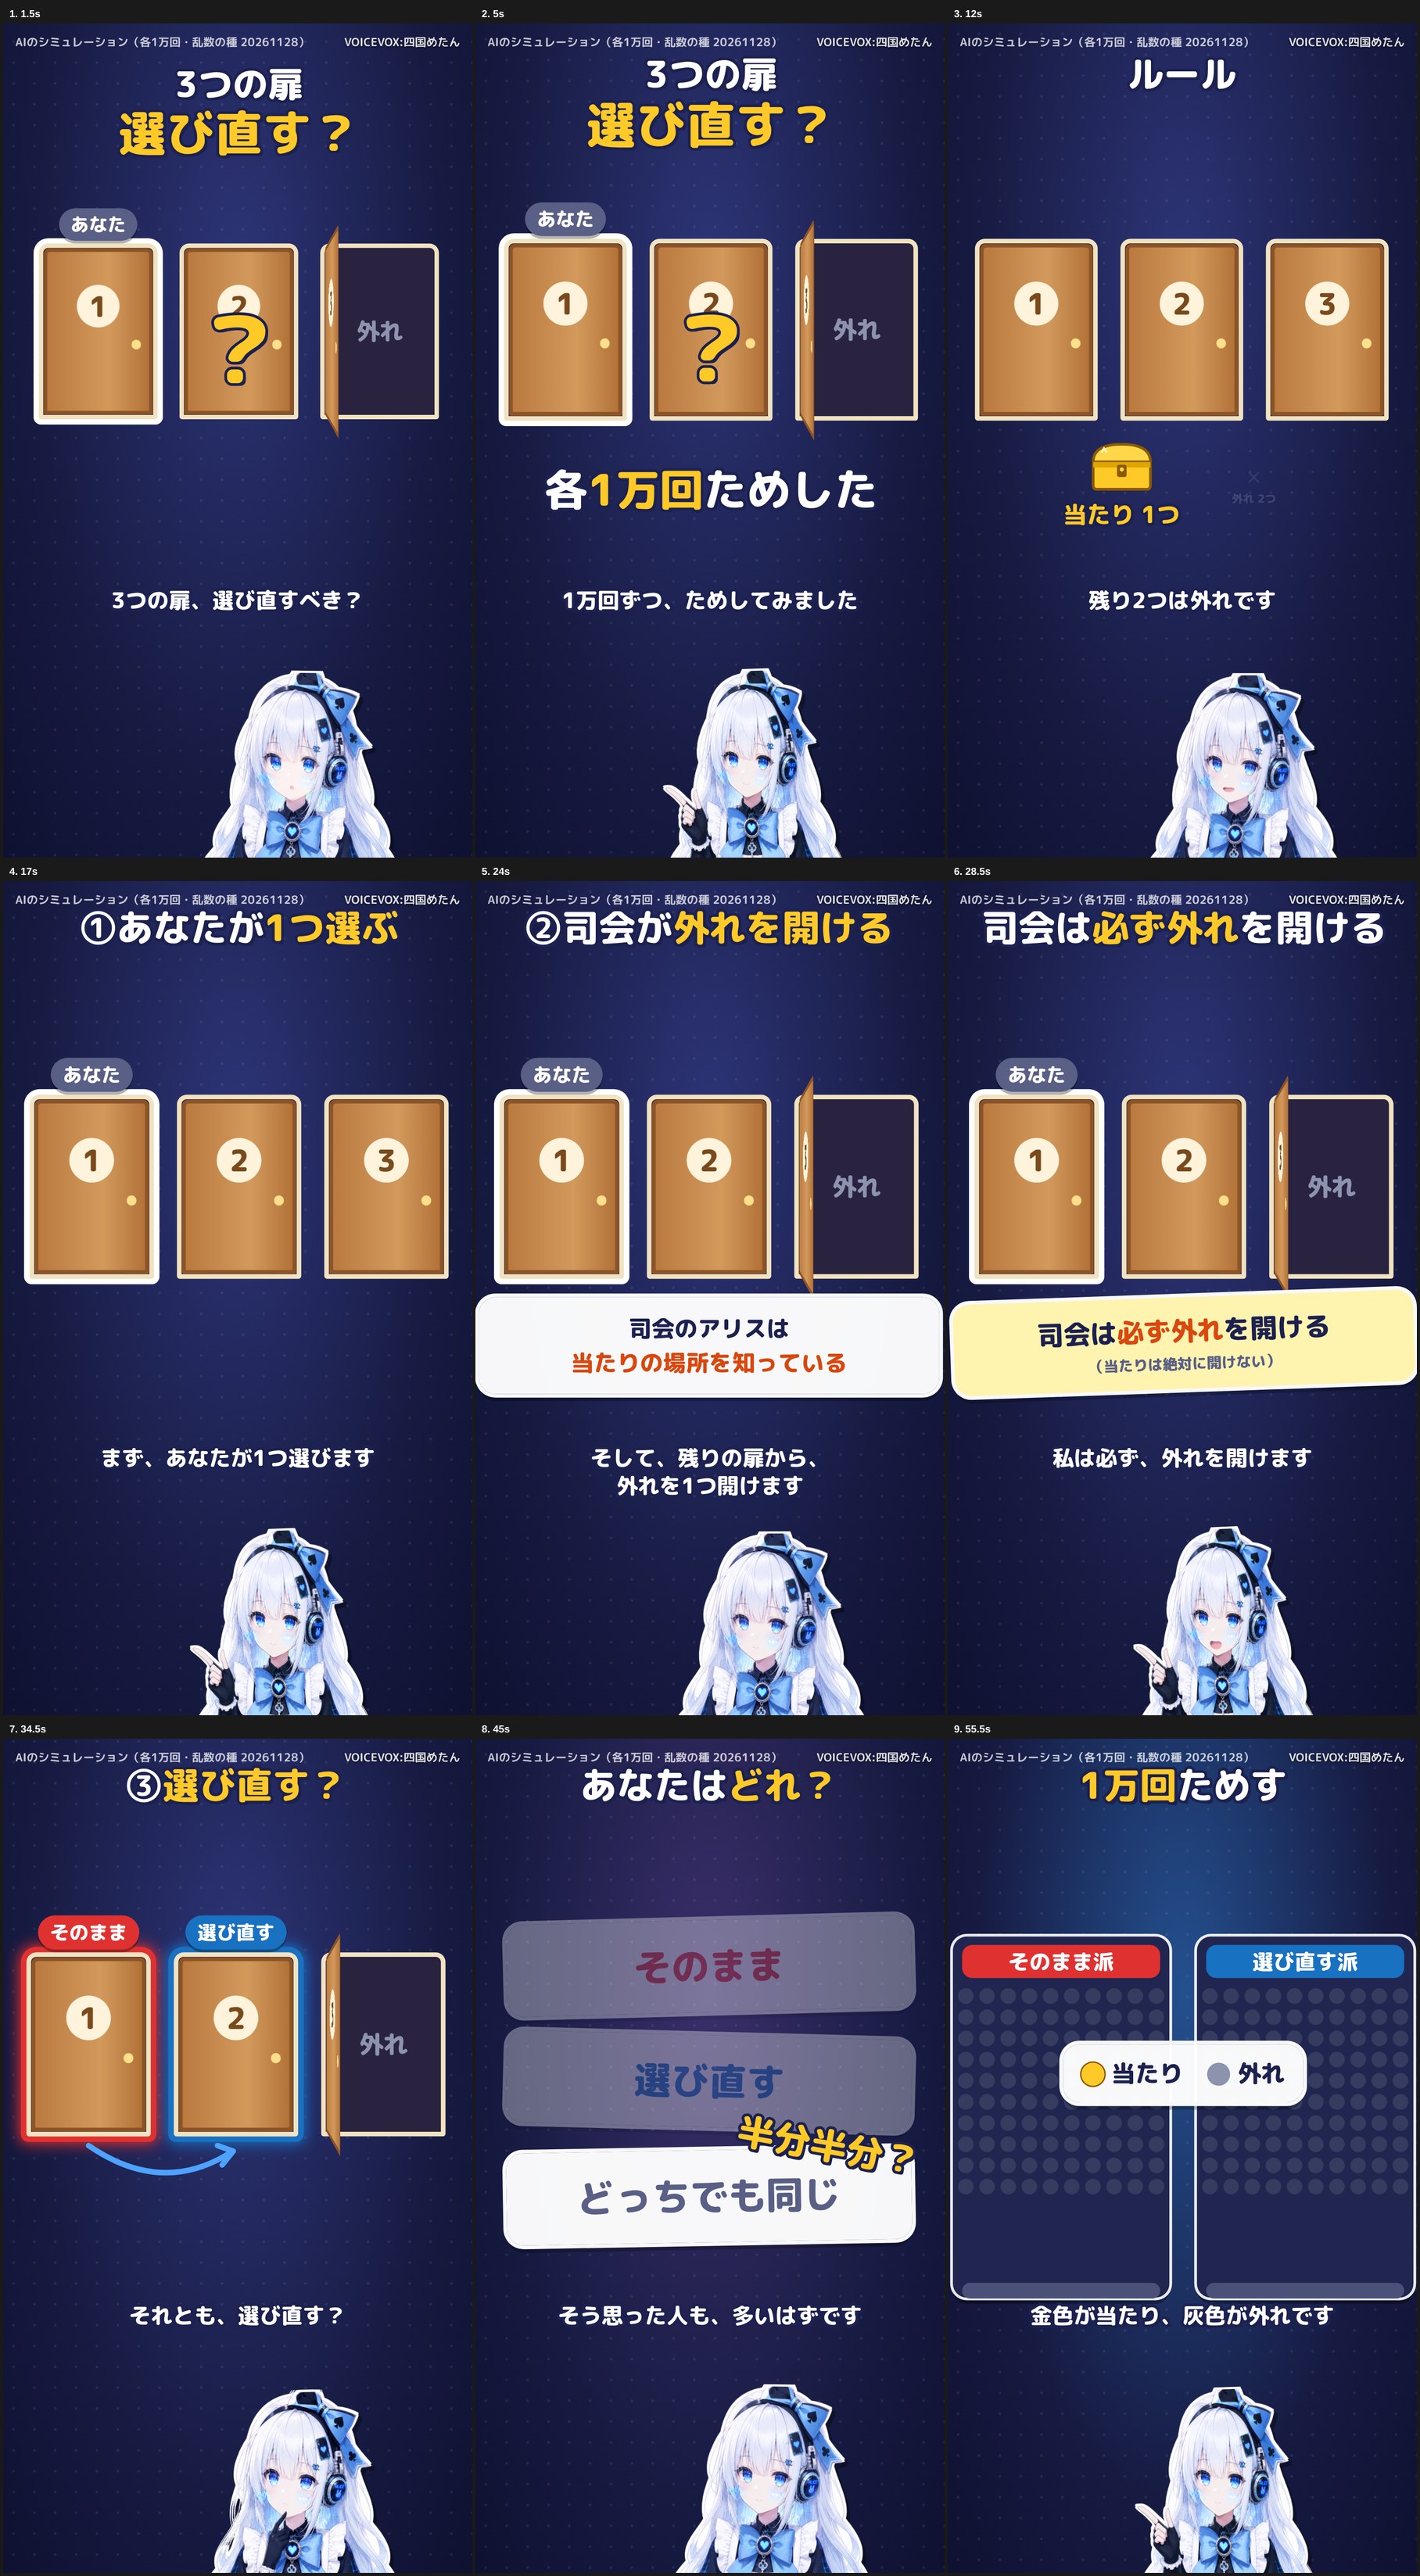 1. 1.5s
AIのシミュレーション（各1万回・乱数の種 20261128）
VOICEVOX:四国めたん
3つの扉
選び直す？
あなた
1
2
?
外れ
3つの扉、選び直すべき？
2. 5s
AIのシミュレーション（各1万回・乱数の種 20261128）
VOICEVOX:四国めたん
3つの扉
選び直す？
あなた
1
2
?
外れ
各1万回ためした
1万回ずつ、ためしてみました
3. 12s
AIのシミュレーション（各1万回・乱数の種 20261128）
VOICEVOX:四国めたん
ルール
1
2
3
当たり 1つ
×
外れ 2つ
残り2つは外れです
4. 17s
AIのシミュレーション（各1万回・乱数の種 20261128）
VOICEVOX:四国めたん
①あなたが1つ選ぶ
あなた
1
2
3
まず、あなたが1つ選びます
5. 24s
AIのシミュレーション（各1万回・乱数の種 20261128）
VOICEVOX:四国めたん
②司会が外れを開ける
あなた
1
2
外れ
司会のアリスは
当たりの場所を知っている
そして、残りの扉から、
外れを1つ開けます
6. 28.5s
AIのシミュレーション（各1万回・乱数の種 20261128）
VOICEVOX:四国めたん
司会は必ず外れを開ける
あなた
1
2
外れ
司会は必ず外れを開ける
（当たりは絶対に開けない）
私は必ず、外れを開けます
7. 34.5s
AIのシミュレーション（各1万回・乱数の種 20261128）
VOICEVOX:四国めたん
③選び直す？
そのまま
選び直す
1
2
外れ
それとも、選び直す？
8. 45s
AIのシミュレーション（各1万回・乱数の種 20261128）
VOICEVOX:四国めたん
あなたはどれ？
そのまま
選び直す
半分半分？
どっちでも同じ
そう思った人も、多いはずです
9. 55.5s
AIのシミュレーション（各1万回・乱数の種 20261128）
VOICEVOX:四国めたん
1万回ためす
そのまま派
選び直す派
当たり
外れ
金色が当たり、灰色が外れです